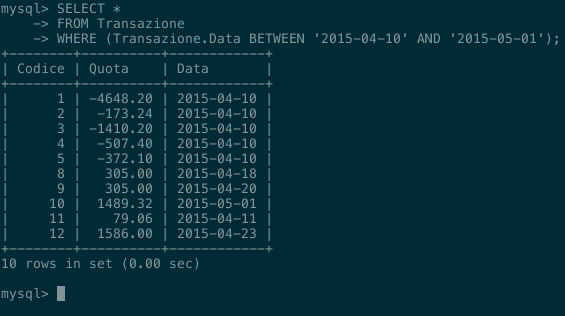 mysql> SELECT *
    -> FROM Transazione
    -> WHERE (Transazione.Data BETWEEN '2015-04-10' AND '2015-05-01');
+--------+----------+------------+
| Codice | Quota    | Data       |
+--------+----------+------------+
|      1 | -4648.20 | 2015-04-10 |
|      2 |  -173.24 | 2015-04-10 |
|      3 | -1410.20 | 2015-04-10 |
|      4 |  -507.40 | 2015-04-10 |
|      5 |  -372.10 | 2015-04-10 |
|      8 |   305.00 | 2015-04-18 |
|      9 |   305.00 | 2015-04-20 |
|     10 |  1489.32 | 2015-05-01 |
|     11 |    79.06 | 2015-04-11 |
|     12 |  1586.00 | 2015-04-23 |
+--------+----------+------------+
10 rows in set (0.00 sec)
mysql>